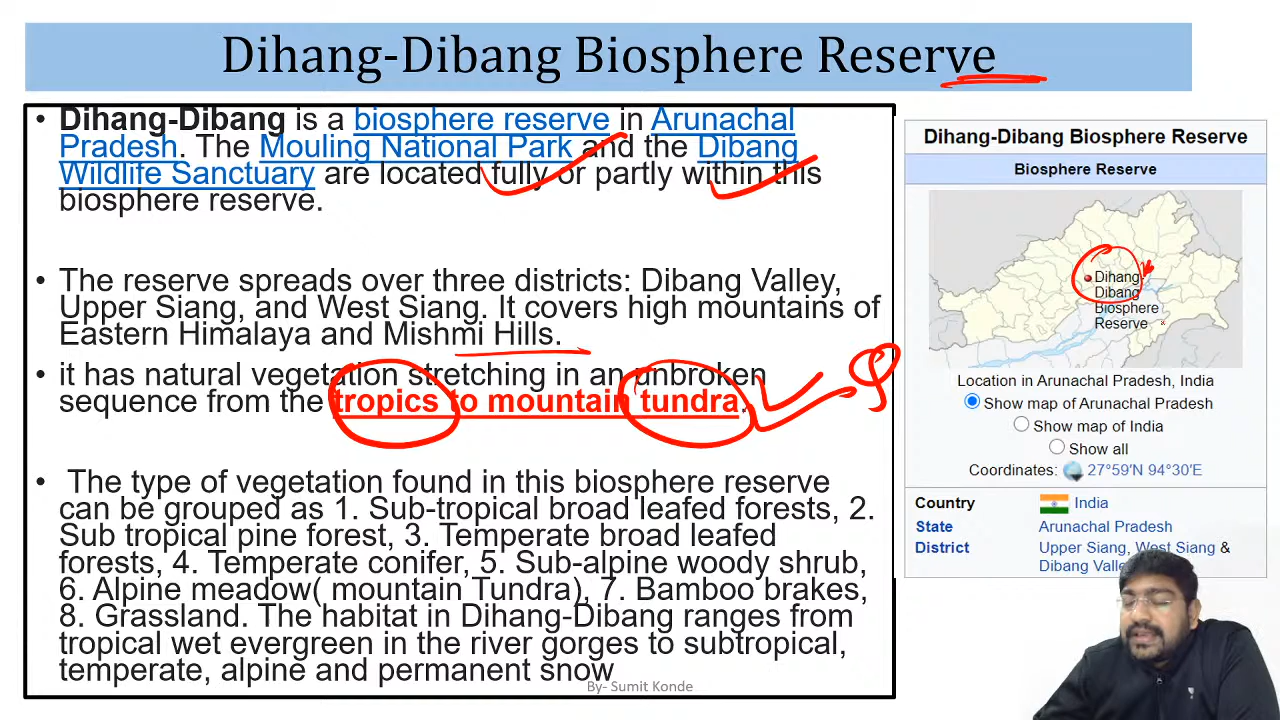 Dihang-Dibang Biosphere Reserve
• Dihang-Dibang is a biosphere reserve in Arunachal
Pradesh. The Mouling National Park and the Dibang
Wildlife Sanctuary are located fully or partly within this
biosphere reserve.
• The reserve spreads over three districts: Dibang Valley,
Upper Siang, and West Siang. It covers high mountains of
Eastern Himalaya and Mishmi Hills.
• it has natural vegetation stretching in an unbroken
sequence from the tropics to mountain tundra.
• The type of vegetation found in this biosphere reserve
can be grouped as 1. Sub-tropical broad leafed forests, 2.
Sub tropical pine forest, 3. Temperate broad leafed
forests, 4. Temperate conifer, 5. Sub-alpine woody shrub,
6. Alpine meadow( mountain Tundra), 7. Bamboo brakes,
8. Grassland. The habitat in Dihang-Dibang ranges from
tropical wet evergreen in the river gorges to subtropical,
temperate, alpine and permanent snow
By- Sumit Konde
Dihang-Dibang Biosphere Reserve
Biosphere Reserve
Dihang-
Dibang
Biosphere
Reserve
Location in Arunachal Pradesh, India
Show map of Arunachal Pradesh
Show map of India
Show all
Coordinates: 27°59′N 94°30′E
Country India
State Arunachal Pradesh
District Upper Siang, West Siang &
Dibang